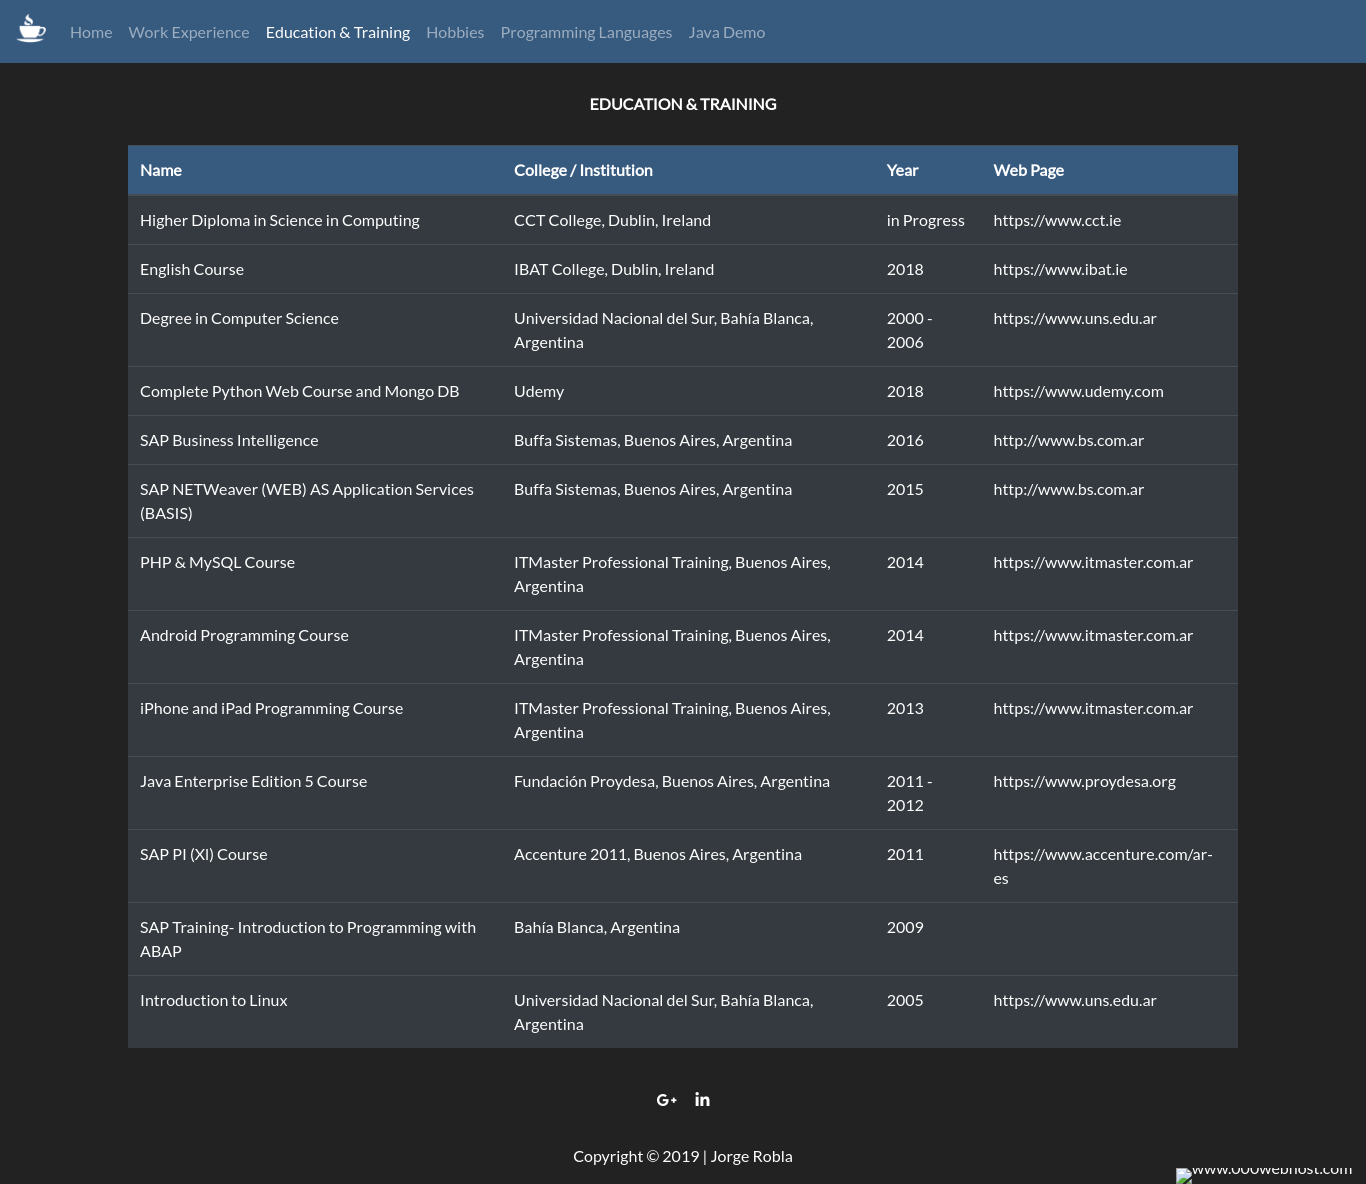 Home Work Experience Education & Training Hobbies Programming Languages Java Demo
EDUCATION & TRAINING
Name College / Institution Year Web Page
Higher Diploma in Science in Computing CCT College, Dublin, Ireland in Progress https://www.cct.ie
English Course IBAT College, Dublin, Ireland 2018 https://www.ibat.ie
Degree in Computer Science Universidad Nacional del Sur, Bahía Blanca, 2000 - https://www.uns.edu.ar
Argentina 2006
Complete Python Web Course and Mongo DB Udemy 2018 https://www.udemy.com
SAP Business Intelligence Buffa Sistemas, Buenos Aires, Argentina 2016 http://www.bs.com.ar
SAP NETWeaver (WEB) AS Application Services Buffa Sistemas, Buenos Aires, Argentina 2015 http://www.bs.com.ar
(BASIS)
PHP & MySQL Course ITMaster Professional Training, Buenos Aires, 2014 https://www.itmaster.com.ar
Argentina
Android Programming Course ITMaster Professional Training, Buenos Aires, 2014 https://www.itmaster.com.ar
Argentina
iPhone and iPad Programming Course ITMaster Professional Training, Buenos Aires, 2013 https://www.itmaster.com.ar
Argentina
Java Enterprise Edition 5 Course Fundación Proydesa, Buenos Aires, Argentina 2011 - https://www.proydesa.org
2012
SAP PI (XI) Course Accenture 2011, Buenos Aires, Argentina 2011 https://www.accenture.com/ar-
es
SAP Training- Introduction to Programming with Bahía Blanca, Argentina 2009
ABAP
Introduction to Linux Universidad Nacional del Sur, Bahía Blanca, 2005 https://www.uns.edu.ar
Argentina
G+ in
Copyright © 2019 | Jorge Robla
www.000webhost.com